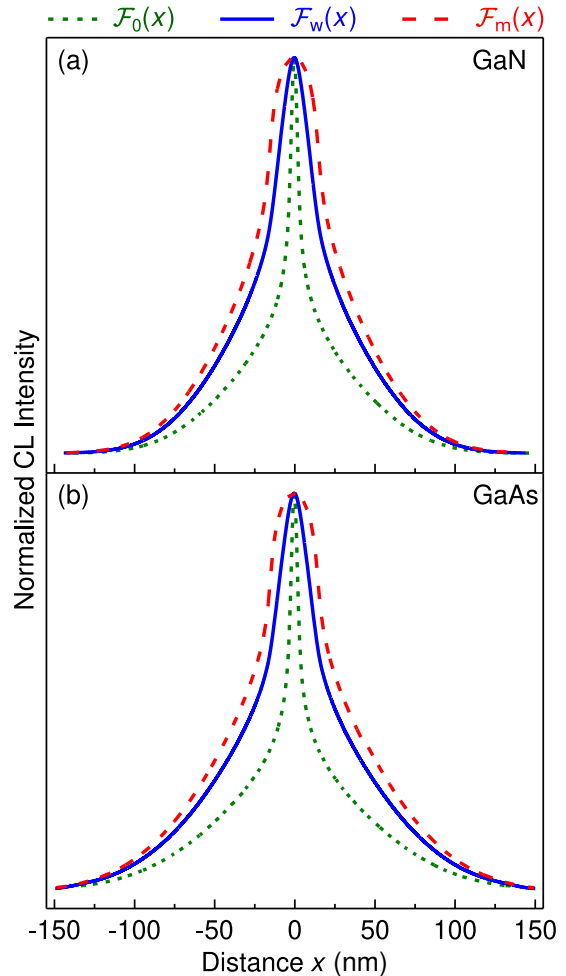 ℱ₀(x) ℱw(x) ℱm(x)
(a) GaN
Normalized CL Intensity
(b) GaAs
-150 -100 -50 0 50 100 150
Distance x (nm)